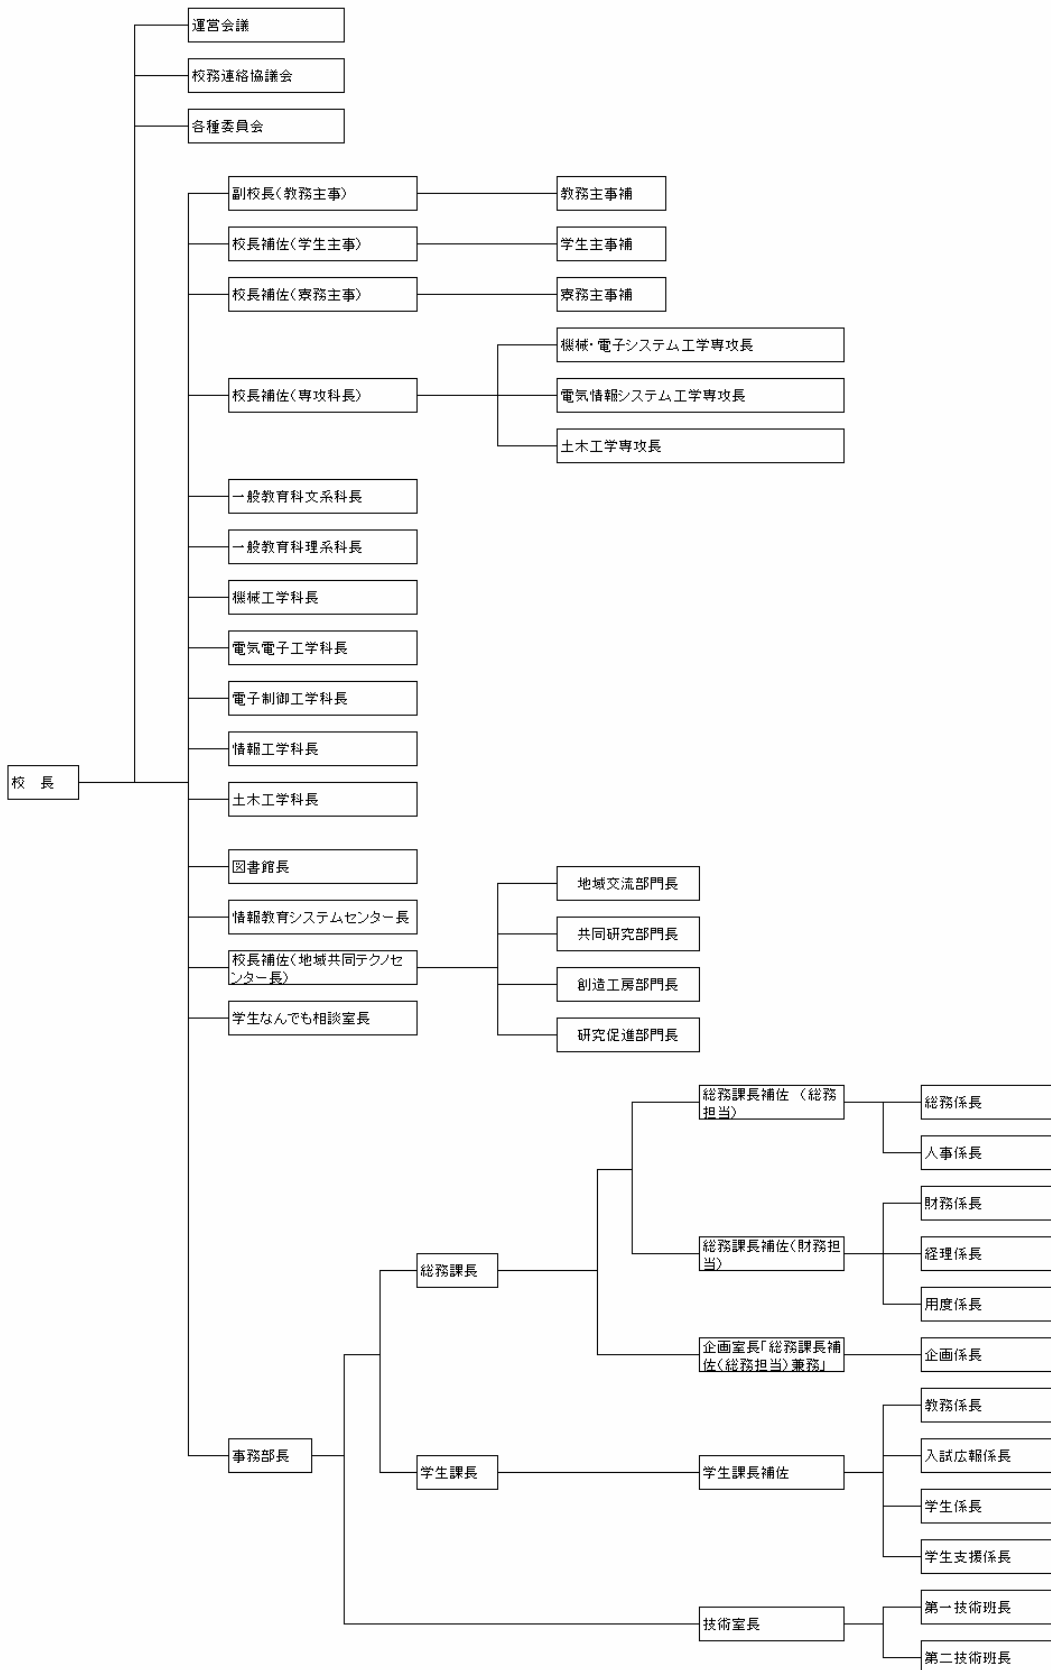 運営会議
校務連絡協議会
各種委員会
副校長(教務主事)
教務主事補
校長補佐(学生主事)
学生主事補
校長補佐(寮務主事)
寮務主事補
機械・電子システム工学専攻長
校長補佐(専攻科長)
電気情報システム工学専攻長
土木工学専攻長
一般教育科文系科長
一般教育科理系科長
機械工学科長
電気電子工学科長
電子制御工学科長
情報工学科長
校　長
土木工学科長
図書館長
地域交流部門長
情報教育システムセンター長
共同研究部門長
校長補佐(地域共同テクノセ
ンター長)
創造工房部門長
学生なんでも相談室長
研究促進部門長
総務課長補佐 (総務
担当)
総務係長
人事係長
財務係長
総務課長補佐(財務担
当)
経理係長
総務課長
用度係長
企画室長「総務課長補
佐(総務担当)兼務」
企画係長
教務係長
事務部長
入試広報係長
学生課長
学生課長補佐
学生係長
学生支援係長
第一技術班長
技術室長
第二技術班長